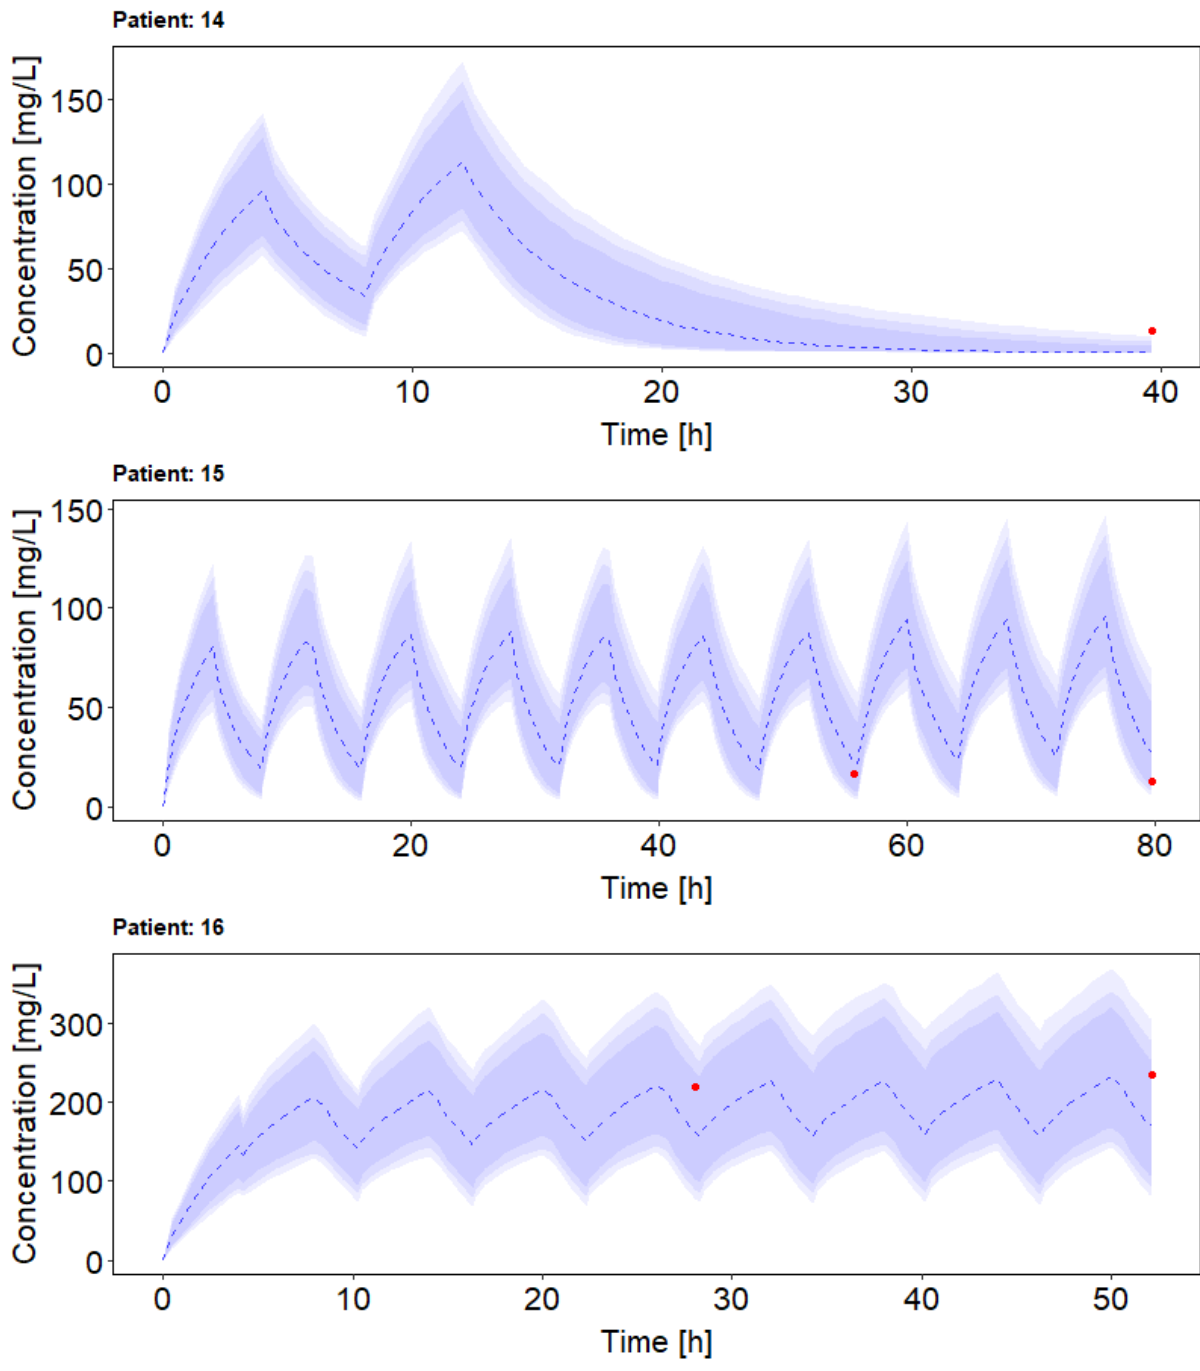 Patient: 14
Concentration [mg/L]
150
100
50
0
0 10 20 30 40
Time [h]
Patient: 15
Concentration [mg/L]
150
100
50
0
0 20 40 60 80
Time [h]
Patient: 16
Concentration [mg/L]
300
200
100
0
0 10 20 30 40 50
Time [h]